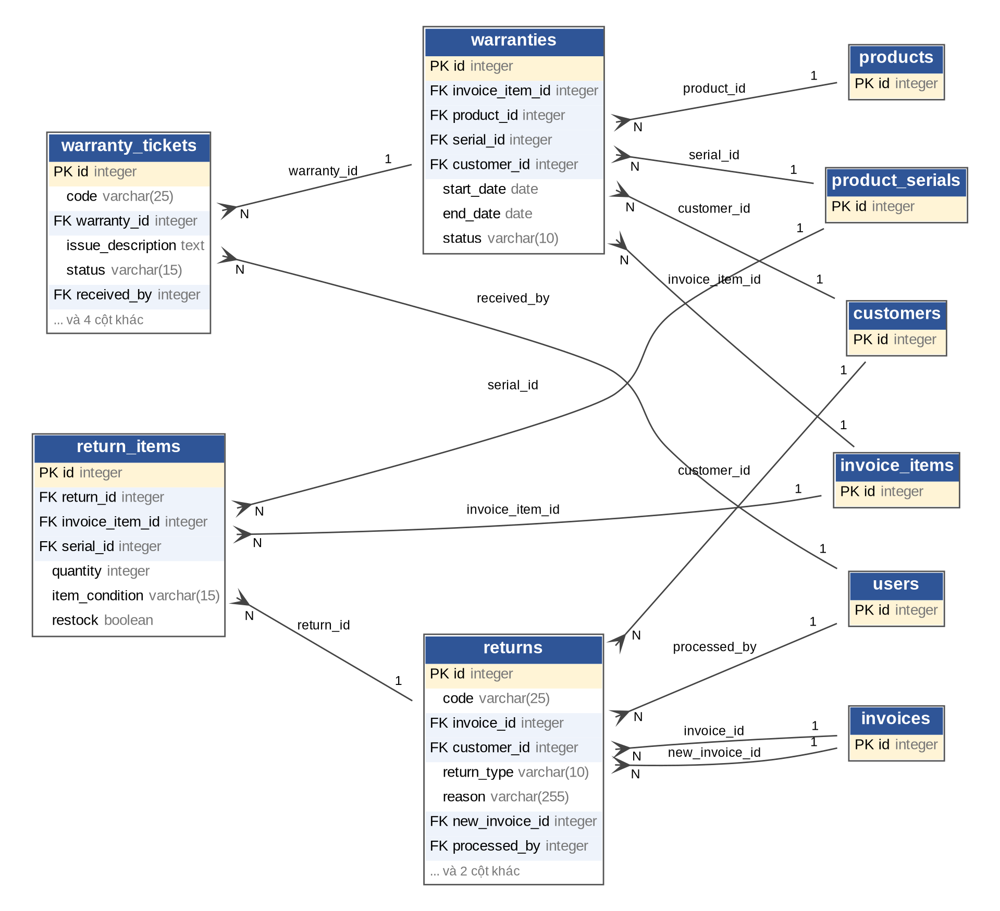 warranty_tickets
PK id integer
code varchar(25)
FK warranty_id integer
issue_description text
status varchar(15)
FK received_by integer
... và 4 cột khác
return_items
PK id integer
FK return_id integer
FK invoice_item_id integer
FK serial_id integer
quantity integer
item_condition varchar(15)
restock boolean
warranties
PK id integer
FK invoice_item_id integer
FK product_id integer
FK serial_id integer
FK customer_id integer
start_date date
end_date date
status varchar(10)
returns
PK id integer
code varchar(25)
FK invoice_id integer
FK customer_id integer
return_type varchar(10)
reason varchar(255)
FK new_invoice_id integer
FK processed_by integer
... và 2 cột khác
products
PK id integer
product_serials
PK id integer
customers
PK id integer
invoice_items
PK id integer
users
PK id integer
invoices
PK id integer
N warranty_id 1
N received_by 1
N serial_id 1
N invoice_item_id 1
N return_id 1
N product_id 1
N serial_id 1
N customer_id 1
N invoice_item_id 1
N customer_id 1
N processed_by 1
N invoice_id 1
N new_invoice_id 1